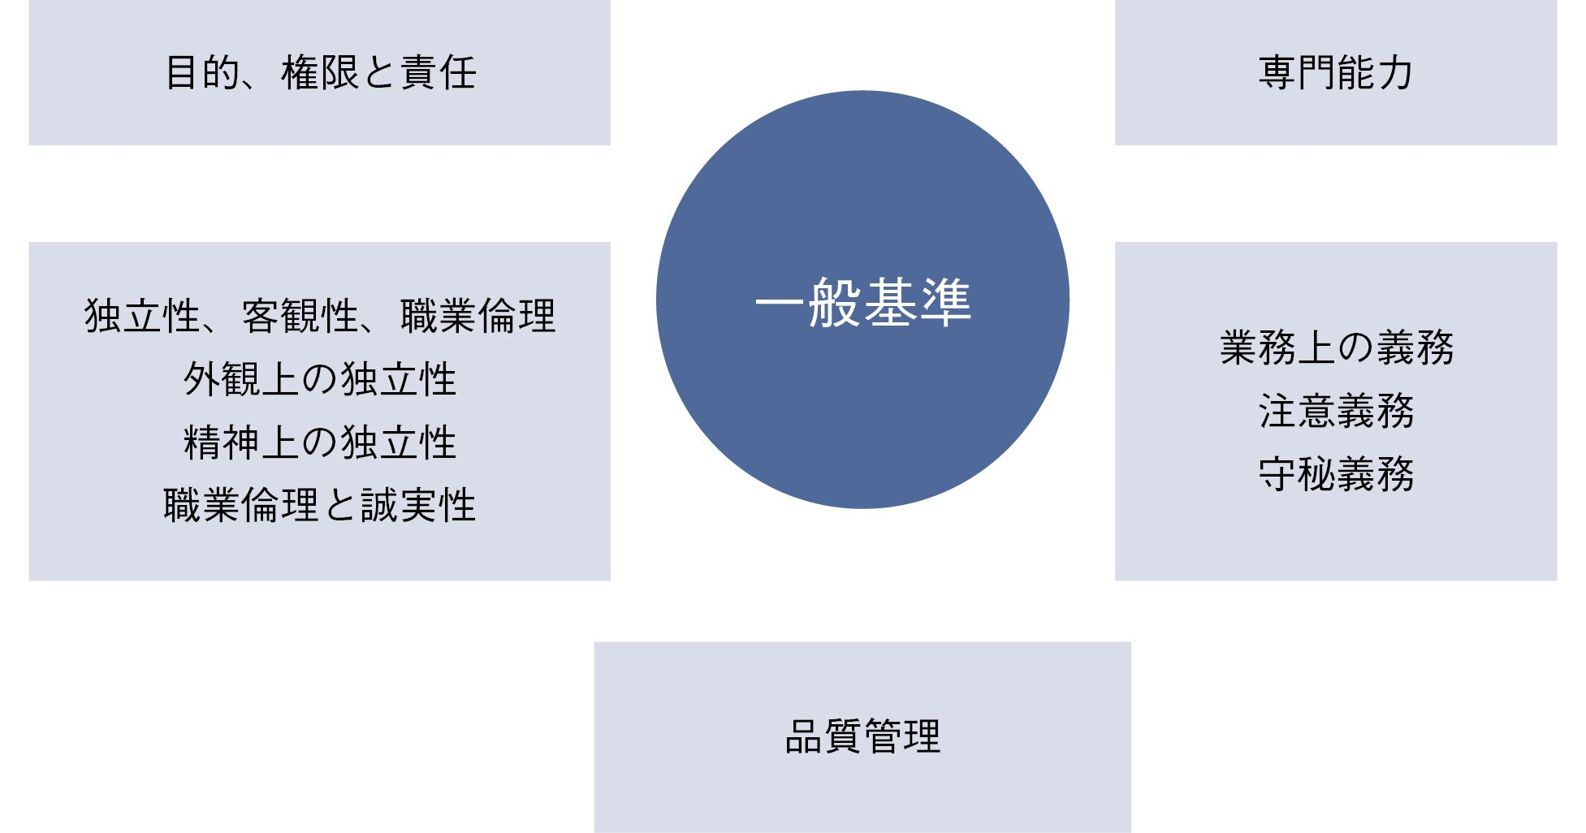 目的、権限と責任
専門能力
一般基準
独立性、客観性、職業倫理
外観上の独立性
精神上の独立性
職業倫理と誠実性
業務上の義務
注意義務
守秘義務
品質管理